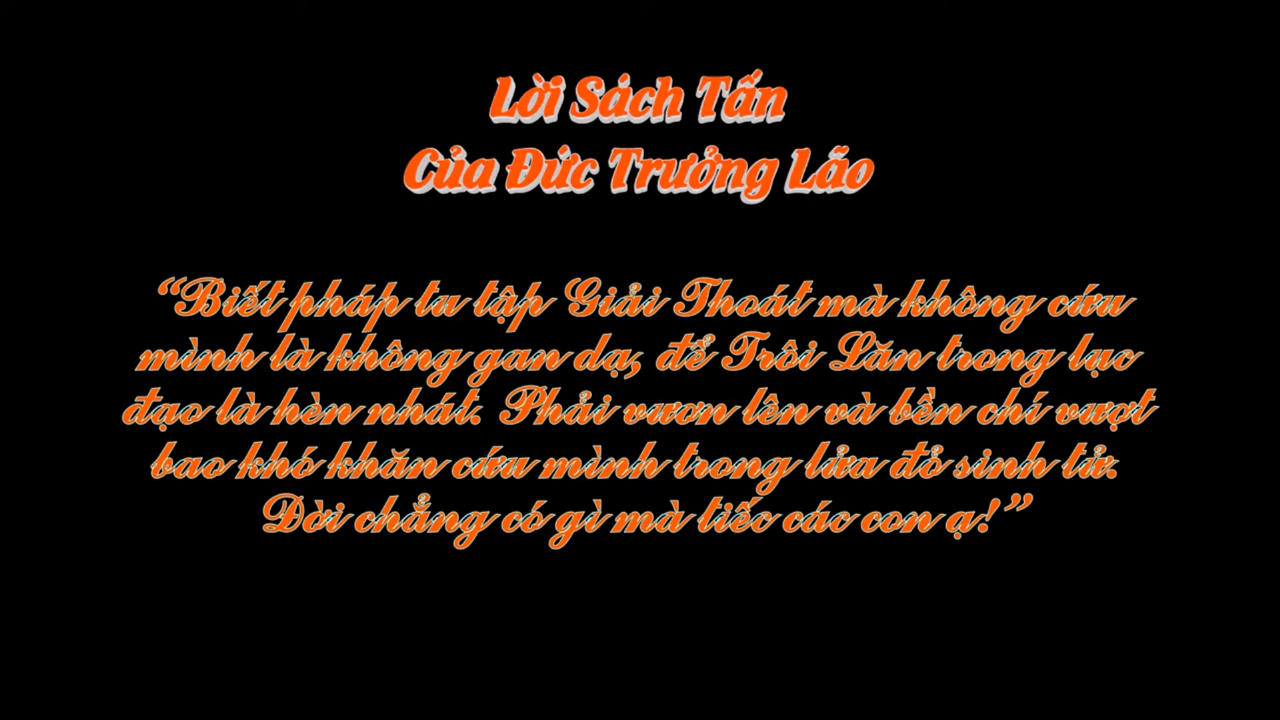 Lời Sách Tấn
Của Đức Trưởng Lão
“Biết pháp tu tập Giải Thoát mà không cứu
mình là không gan dạ, để Trôi Lăn trong lục
đạo là hèn nhát. Phải vươn lên và bền chí vượt
bao khó khăn cứu mình trong lửa đỏ sinh tử.
Đời chẳng có gì mà tiếc các con ạ!”